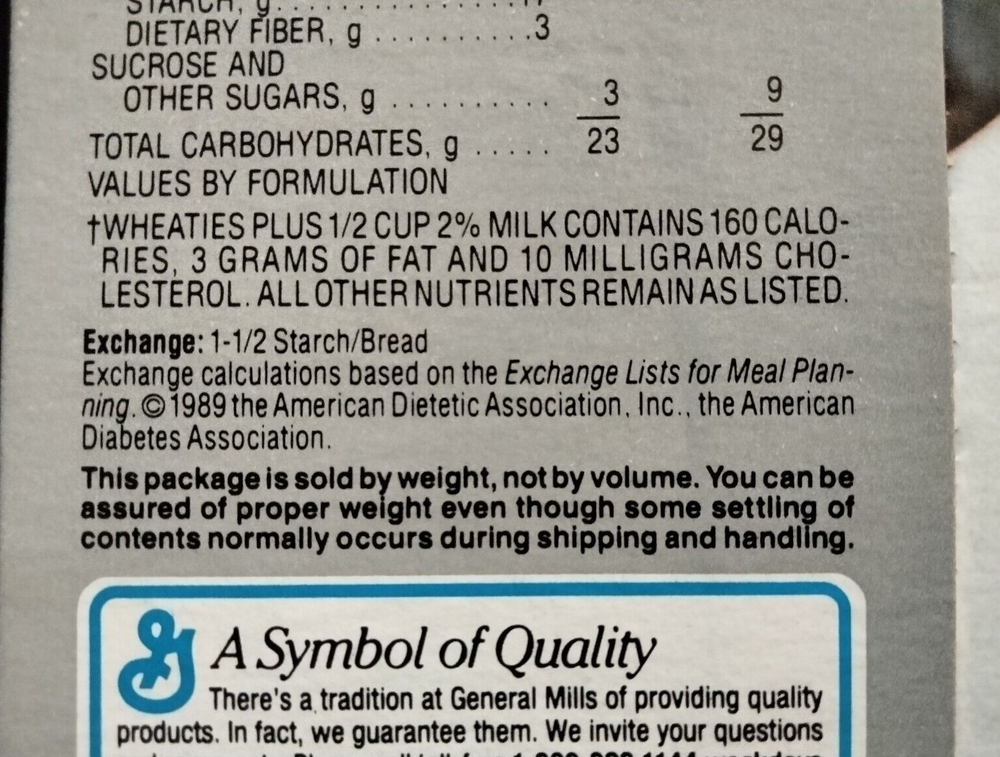 STARCH, g
DIETARY FIBER, g ..........3
SUCROSE AND
OTHER SUGARS, g .......... 3 9
TOTAL CARBOHYDRATES, g ..... 23 29
VALUES BY FORMULATION
†WHEATIES PLUS 1/2 CUP 2% MILK CONTAINS 160 CALO-
RIES, 3 GRAMS OF FAT AND 10 MILLIGRAMS CHO-
LESTEROL. ALL OTHER NUTRIENTS REMAIN AS LISTED.
Exchange: 1-1/2 Starch/Bread
Exchange calculations based on the Exchange Lists for Meal Plan-
ning. © 1989 the American Dietetic Association, Inc., the American
Diabetes Association.
This package is sold by weight, not by volume. You can be
assured of proper weight even though some settling of
contents normally occurs during shipping and handling.
A Symbol of Quality
There's a tradition at General Mills of providing quality
products. In fact, we guarantee them. We invite your questions